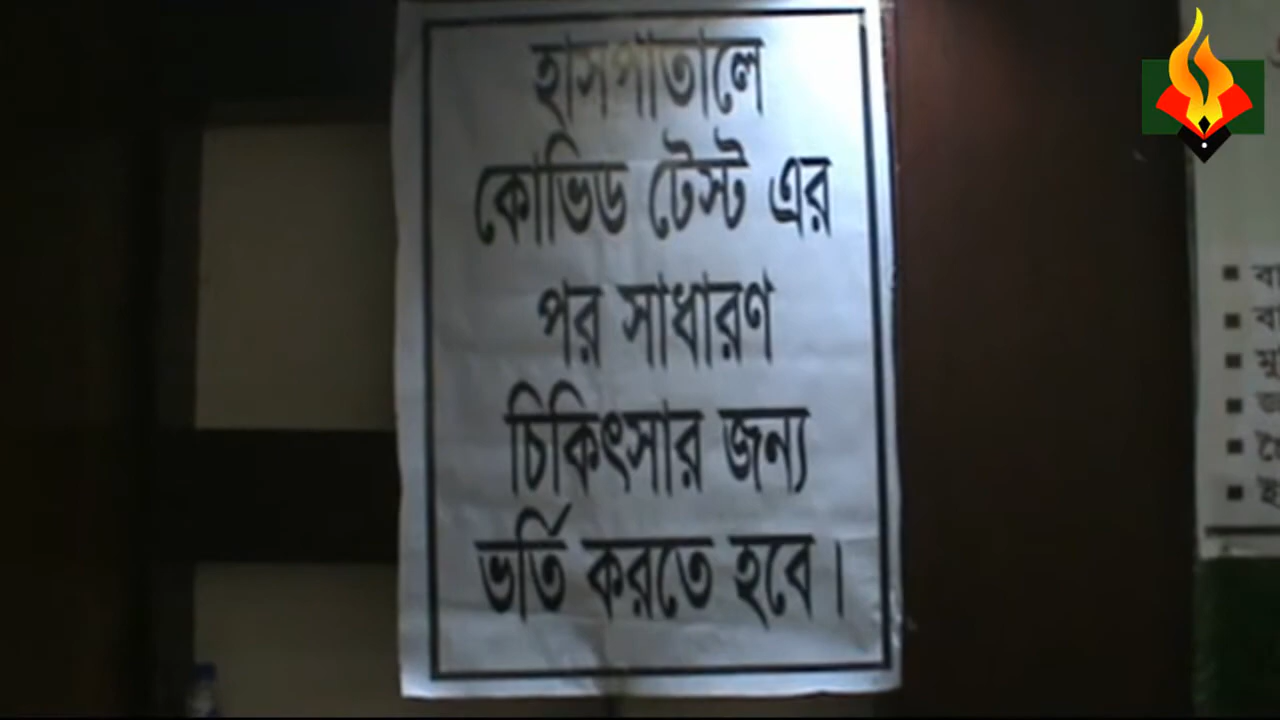 হাসপাতালে
কোভিড টেস্ট এর
পর সাধারণ
চিকিৎসার জন্য
ভর্তি করতে হবে।